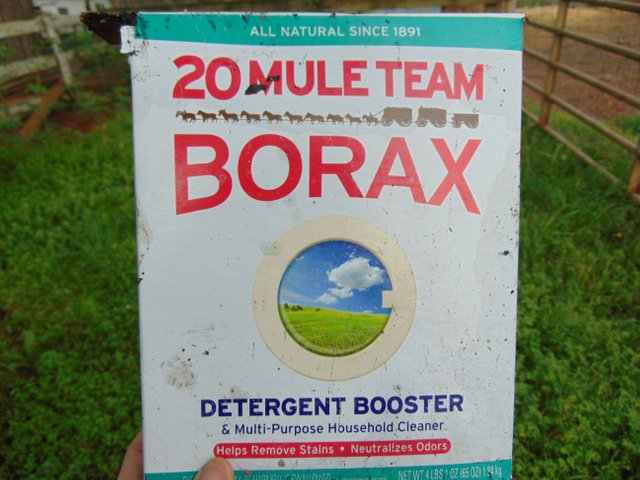 ALL NATURAL SINCE 1891
20 MULE TEAM
BORAX
DETERGENT BOOSTER
& Multi-Purpose Household Cleaner
Helps Remove Stains • Neutralizes Odors
NET WT 4 LBS 1 OZ (65 OZ) 1.84 kg